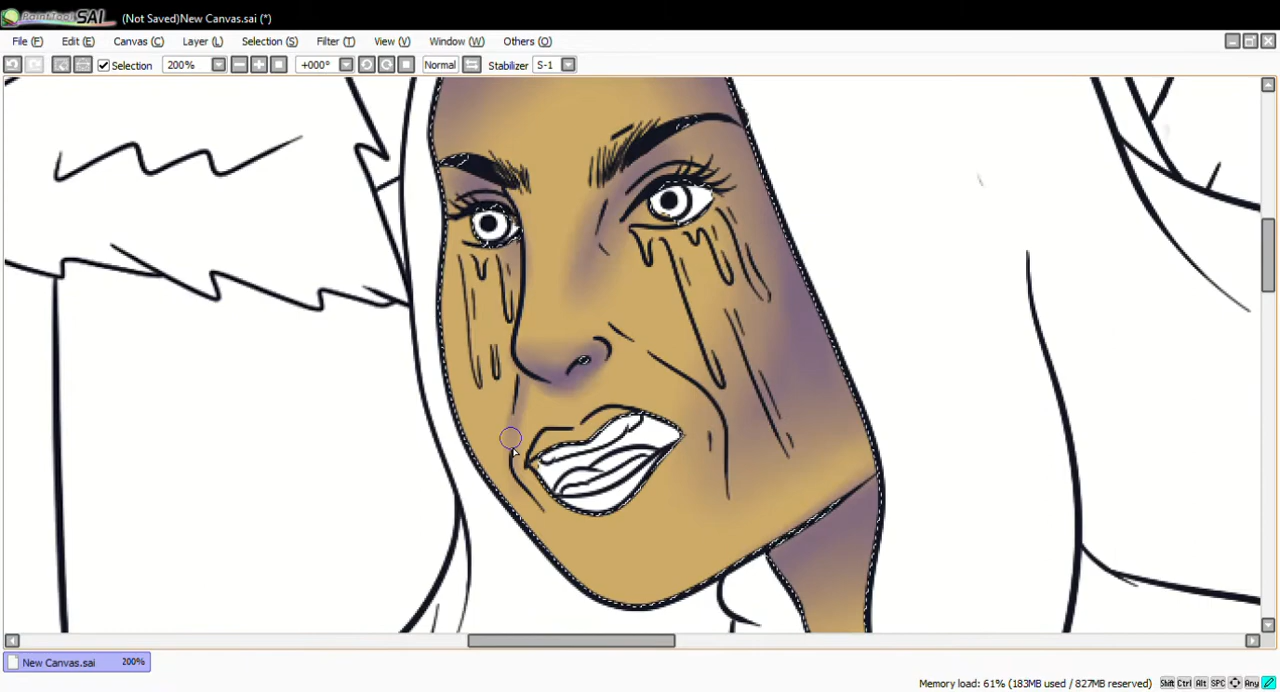 PaintTool SAI (Not Saved)New Canvas.sai (*)
File (F) Edit (E) Canvas (C) Layer (L) Selection (S) Filter (T) View (V) Window (W) Others (O)
Selection 200% +000° Normal Stabilizer S-1
New Canvas.sai 200%
Memory load: 61% (183MB used / 827MB reserved) Shift Ctrl Alt SPC Any